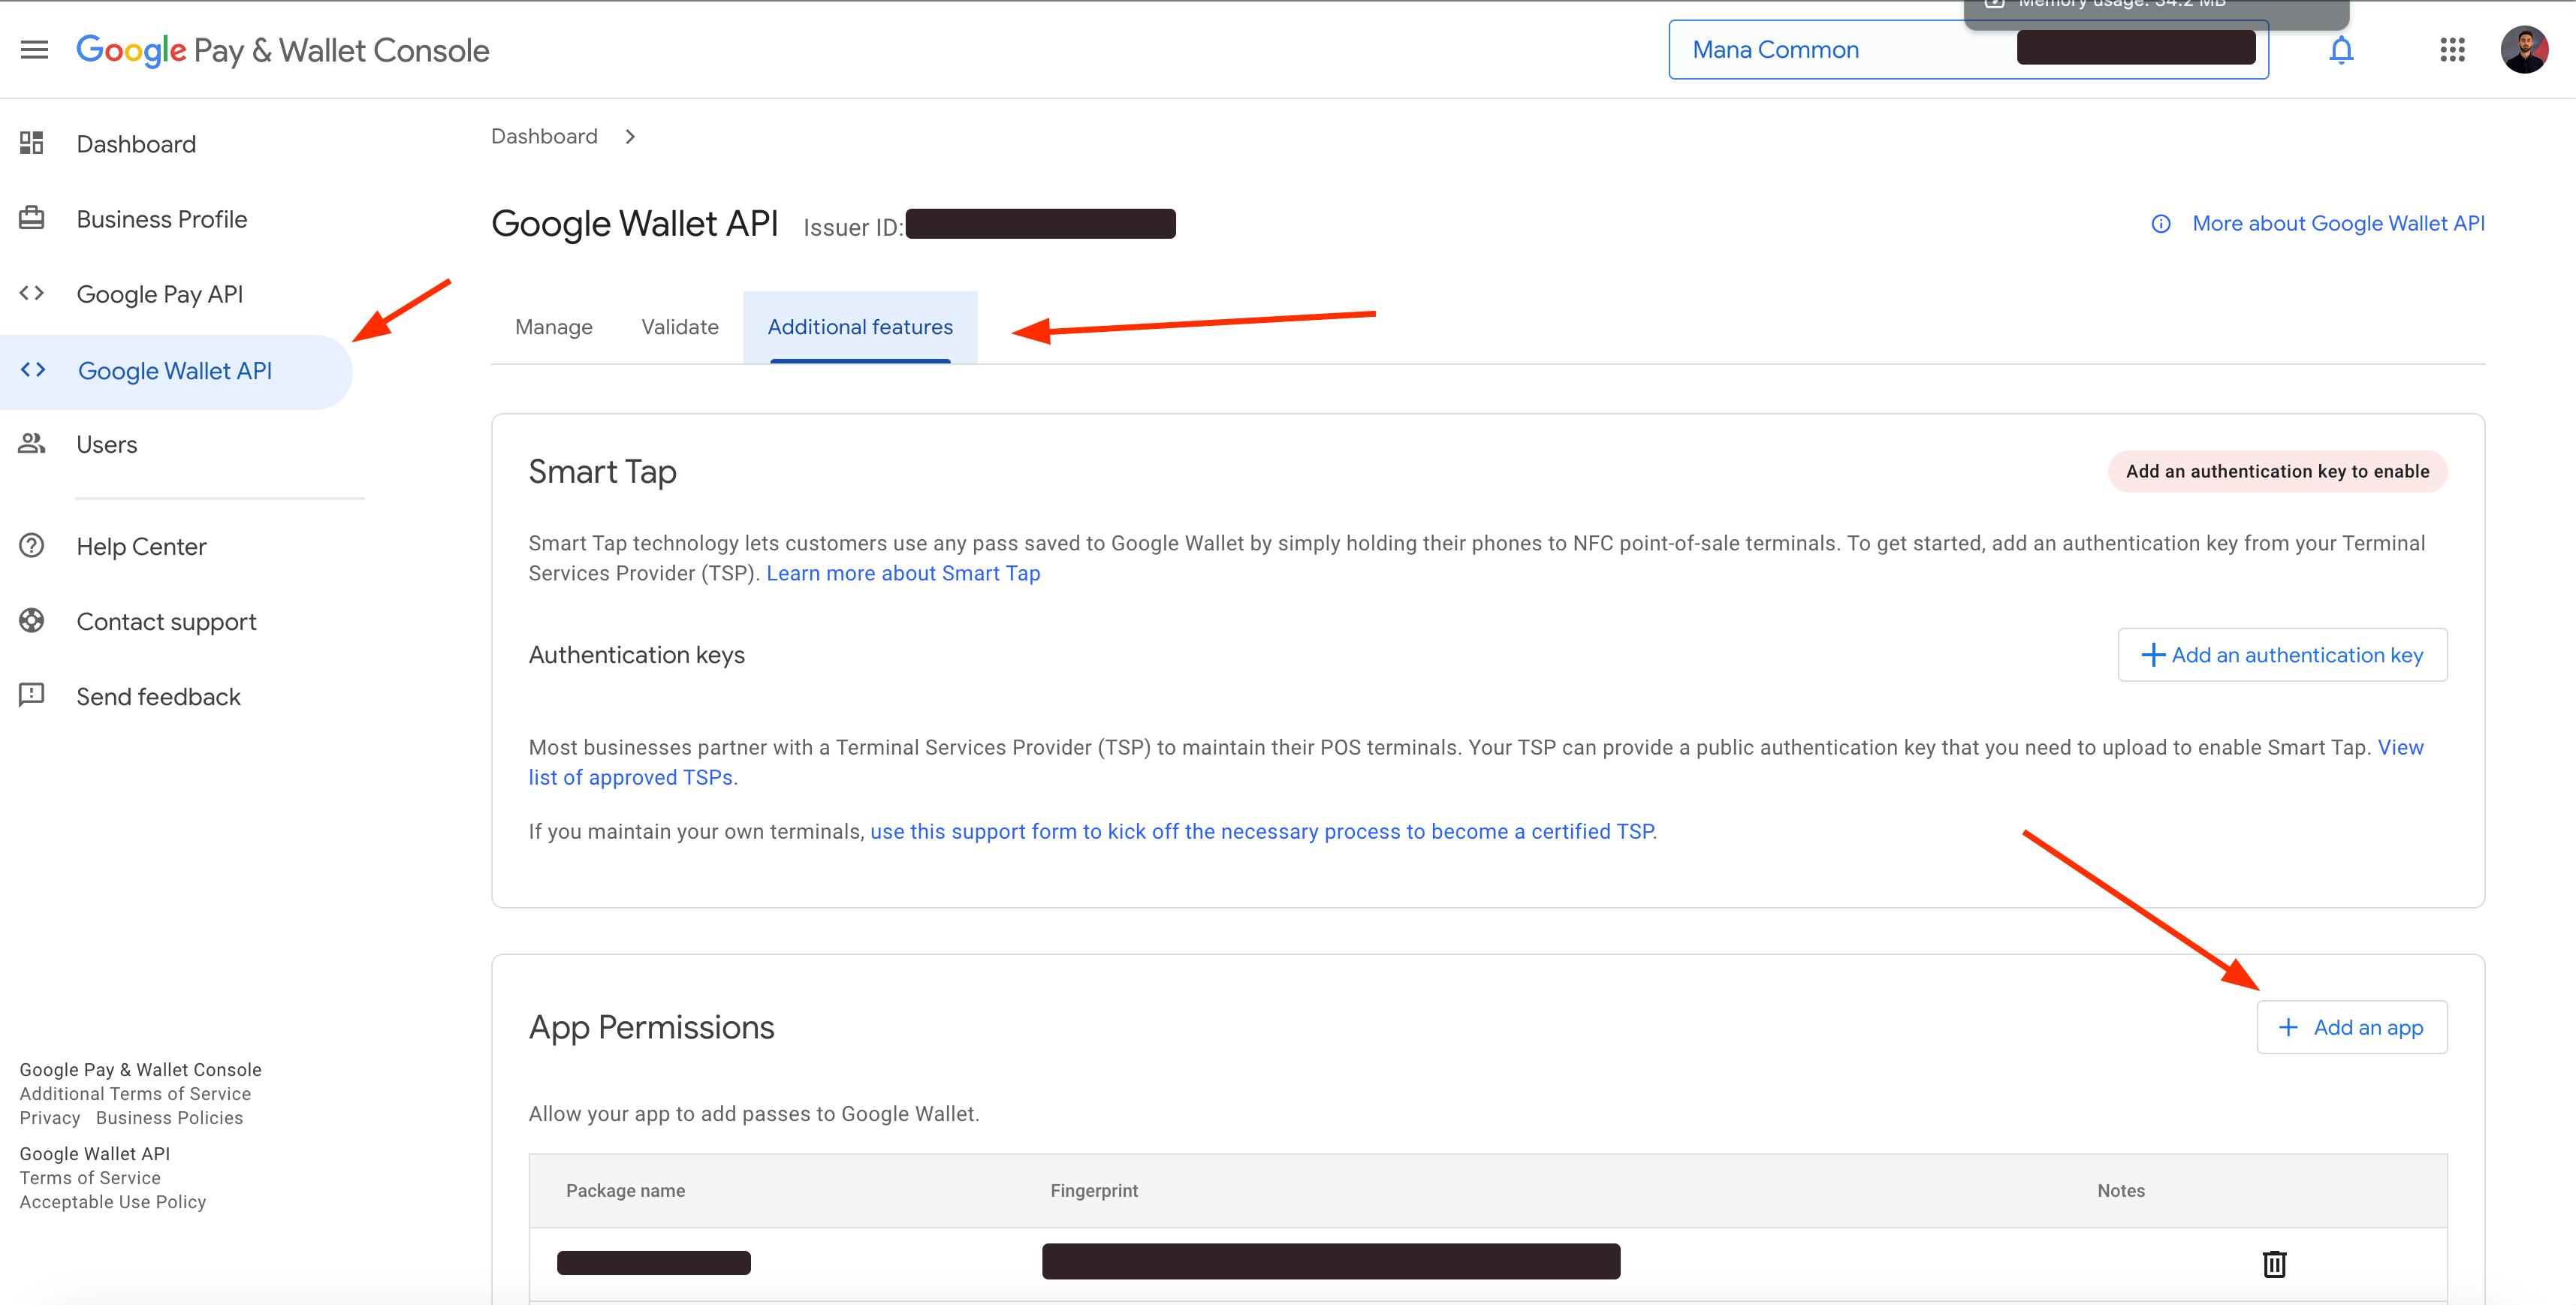 Memory usage: 34.2 MB
Google Pay & Wallet Console
Mana Common
Dashboard
Business Profile
Google Pay API
Google Wallet API
Users
Help Center
Contact support
Send feedback
Google Pay & Wallet Console
Additional Terms of Service
Privacy Business Policies
Google Wallet API
Terms of Service
Acceptable Use Policy
Dashboard
Google Wallet API Issuer ID:
More about Google Wallet API
Manage Validate Additional features
Smart Tap
Add an authentication key to enable
Smart Tap technology lets customers use any pass saved to Google Wallet by simply holding their phones to NFC point-of-sale terminals. To get started, add an authentication key from your Terminal
Services Provider (TSP). Learn more about Smart Tap
Authentication keys
Add an authentication key
Most businesses partner with a Terminal Services Provider (TSP) to maintain their POS terminals. Your TSP can provide a public authentication key that you need to upload to enable Smart Tap. View
list of approved TSPs.
If you maintain your own terminals, use this support form to kick off the necessary process to become a certified TSP.
App Permissions
Add an app
Allow your app to add passes to Google Wallet.
Package name Fingerprint Notes